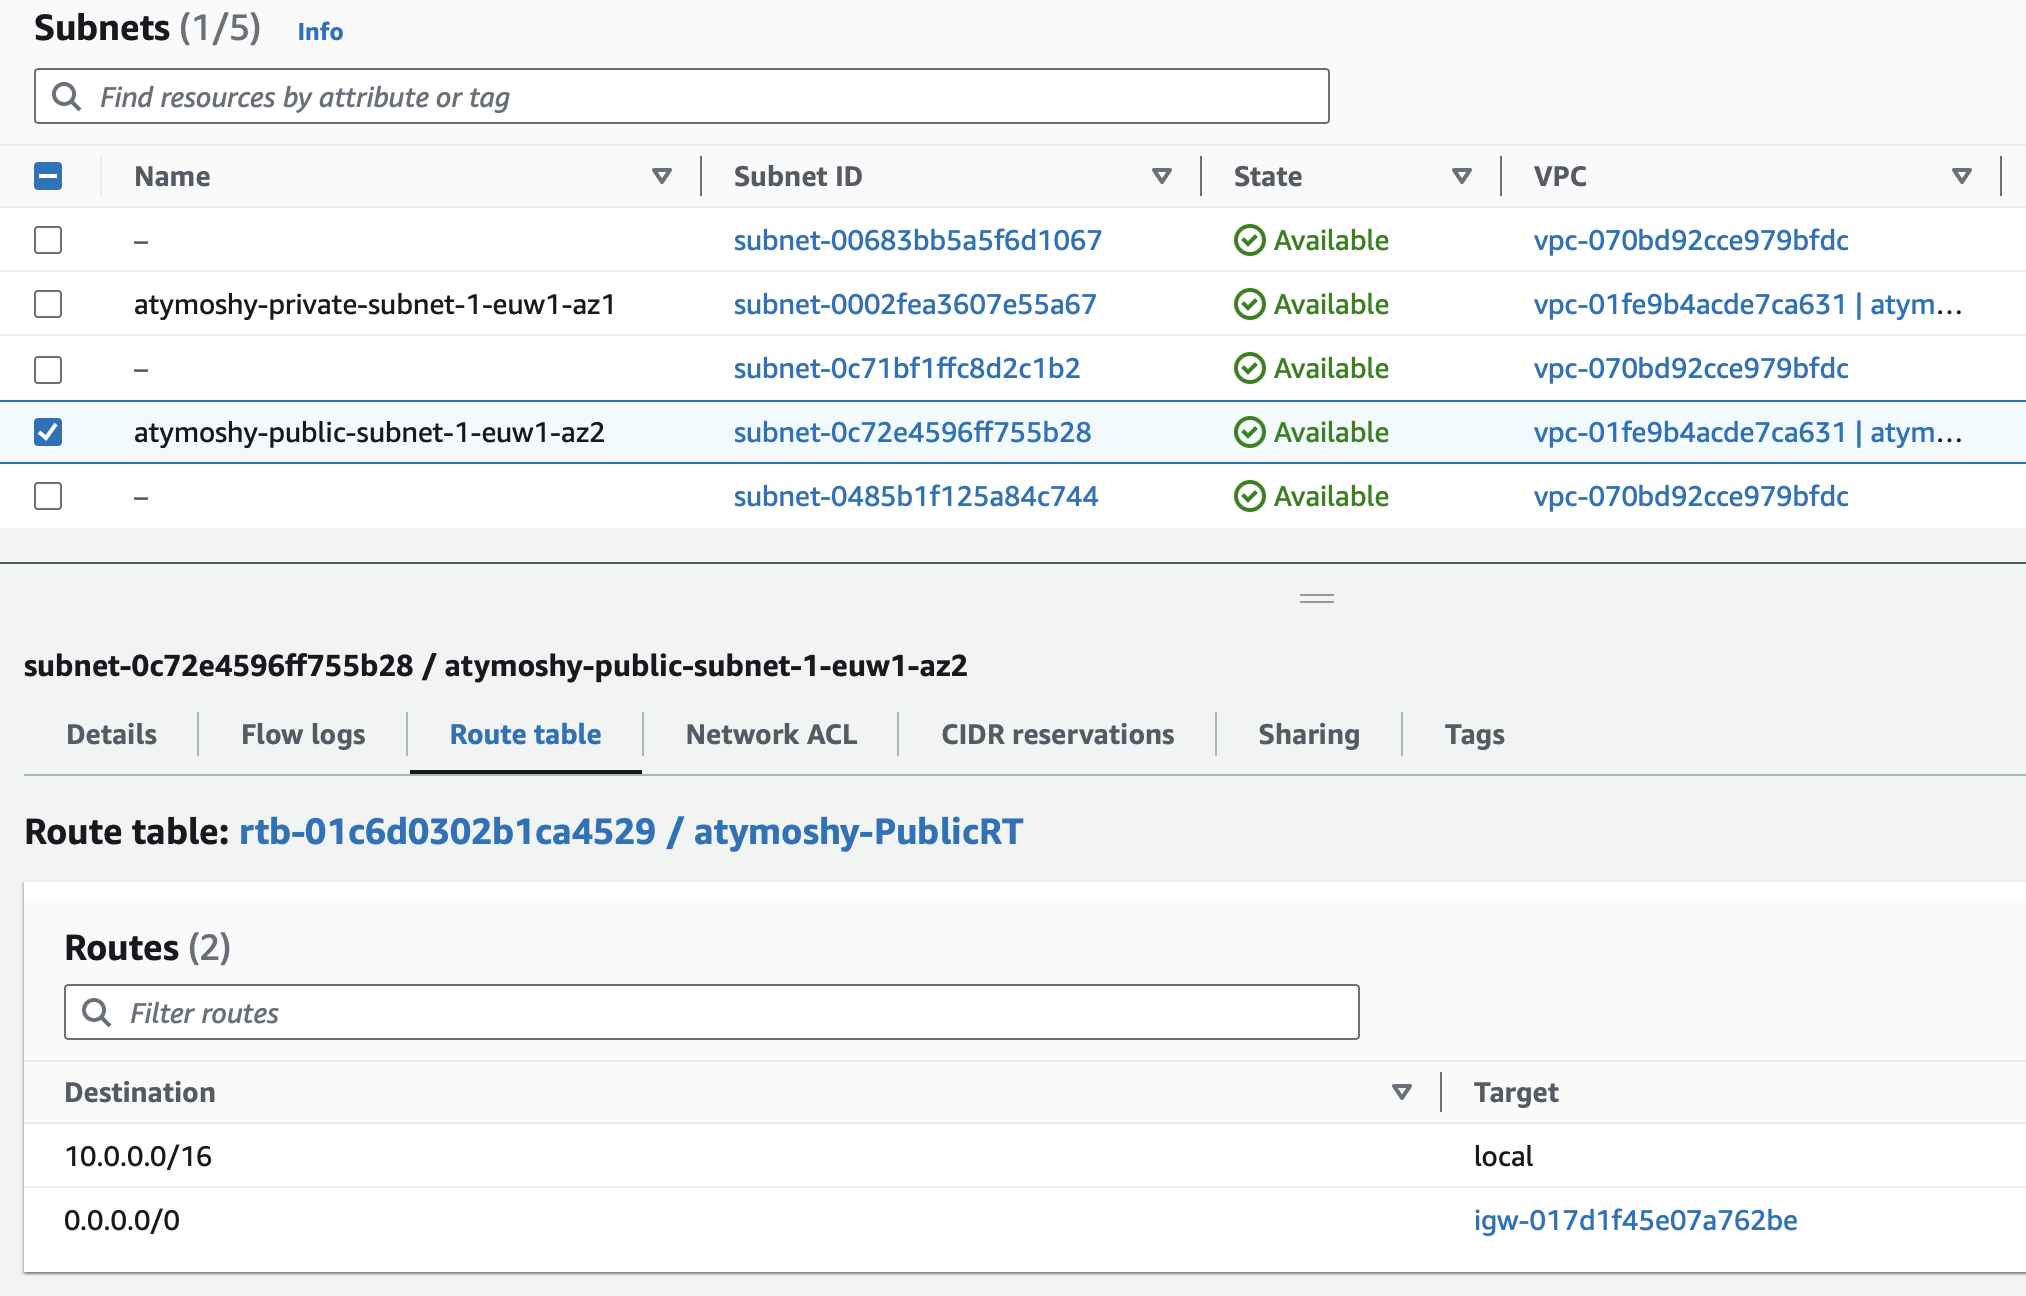 Subnets (1/5) Info
Find resources by attribute or tag
Name Subnet ID State VPC
– subnet-00683bb5a5f6d1067 Available vpc-070bd92cce979bfdc
atymoshy-private-subnet-1-euw1-az1 subnet-0002fea3607e55a67 Available vpc-01fe9b4acde7ca631 | atym...
– subnet-0c71bf1ffc8d2c1b2 Available vpc-070bd92cce979bfdc
atymoshy-public-subnet-1-euw1-az2 subnet-0c72e4596ff755b28 Available vpc-01fe9b4acde7ca631 | atym...
– subnet-0485b1f125a84c744 Available vpc-070bd92cce979bfdc
subnet-0c72e4596ff755b28 / atymoshy-public-subnet-1-euw1-az2
Details Flow logs Route table Network ACL CIDR reservations Sharing Tags
Route table: rtb-01c6d0302b1ca4529 / atymoshy-PublicRT
Routes (2)
Filter routes
Destination Target
10.0.0.0/16 local
0.0.0.0/0 igw-017d1f45e07a762be